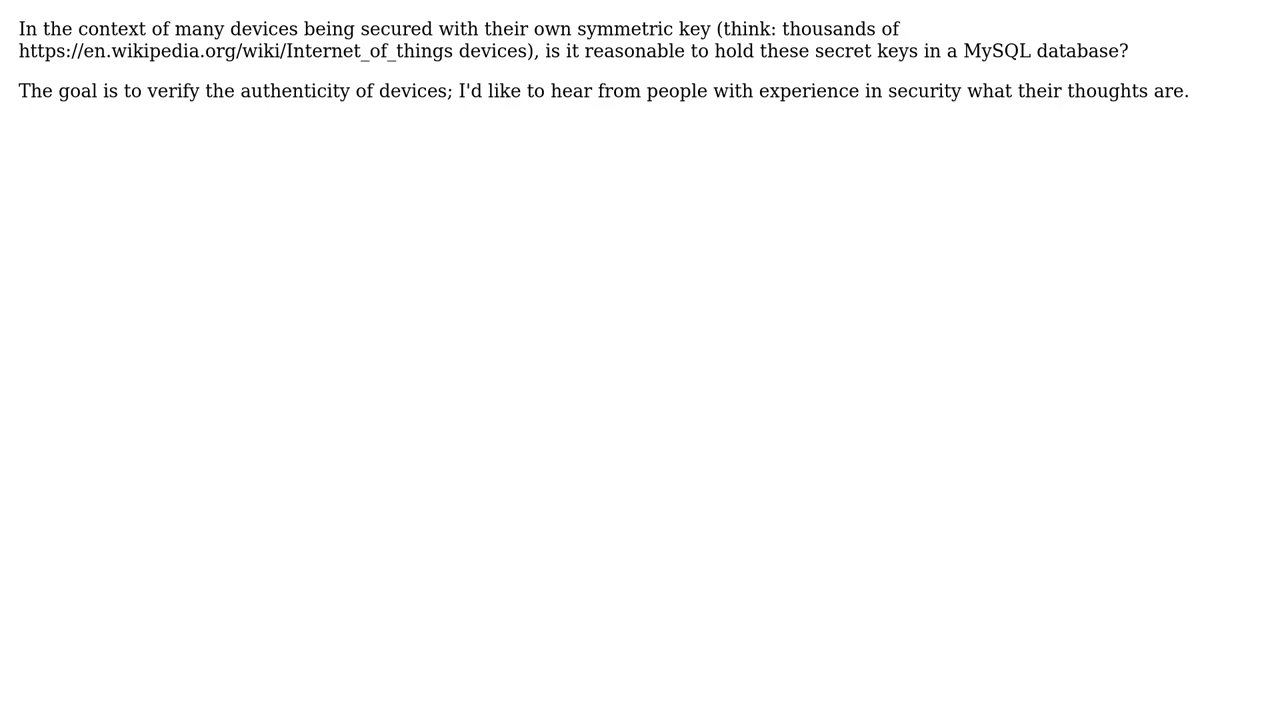 In the context of many devices being secured with their own symmetric key (think: thousands of
https://en.wikipedia.org/wiki/Internet_of_things devices), is it reasonable to hold these secret keys in a MySQL database?
The goal is to verify the authenticity of devices; I'd like to hear from people with experience in security what their thoughts are.